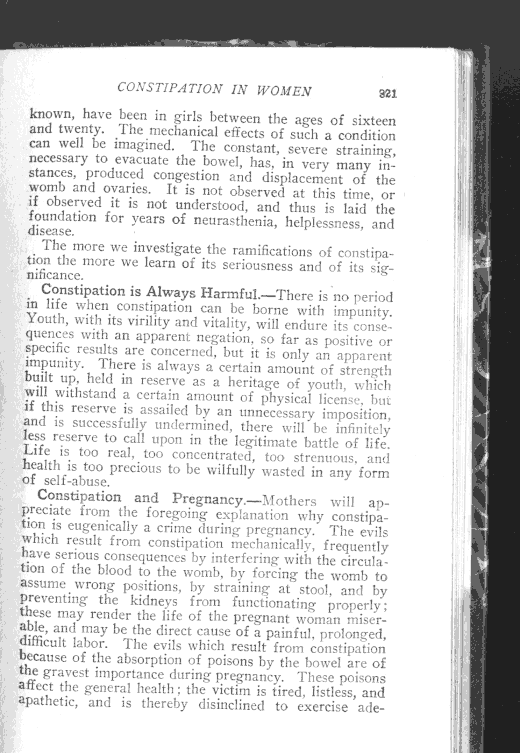 CONSTIPATION IN WOMEN 321
known, have been in girls between the ages of sixteen
and twenty. The mechanical effects of such a condition
can well be imagined. The constant, severe straining,
necessary to evacuate the bowel, has, in very many in-
stances, produced congestion and displacement of the
womb and ovaries. It is not observed at this time, or
if observed it is not understood, and thus is laid the
foundation for years of neurasthenia, helplessness, and
disease.
The more we investigate the ramifications of constipa-
tion the more we learn of its seriousness and of its sig-
nificance.
Constipation is Always Harmful.—There is no period
in life when constipation can be borne with impunity.
Youth, with its virility and vitality, will endure its conse-
quences with an apparent negation, so far as positive or
specific results are concerned, but it is only an apparent
impunity. There is always a certain amount of strength
built up, held in reserve as a heritage of youth, which
will withstand a certain amount of physical license, but
if this reserve is assailed by an unnecessary imposition,
and is successfully undermined, there will be infinitely
less reserve to call upon in the legitimate battle of life.
Life is too real, too concentrated, too strenuous, and
health is too precious to be wilfully wasted in any form
of self-abuse.
Constipation and Pregnancy.—Mothers will ap-
preciate from the foregoing explanation why constipa-
tion is eugenically a crime during pregnancy. The evils
which result from constipation mechanically, frequently
have serious consequences by interfering with the circula-
tion of the blood to the womb, by forcing the womb to
assume wrong positions, by straining at stool, and by
preventing the kidneys from functionating properly;
these may render the life of the pregnant woman miser-
able, and may be the direct cause of a painful, prolonged,
difficult labor. The evils which result from constipation
because of the absorption of poisons by the bowel are of
the gravest importance during pregnancy. These poisons
affect the general health; the victim is tired, listless, and
apathetic, and is thereby disinclined to exercise ade-